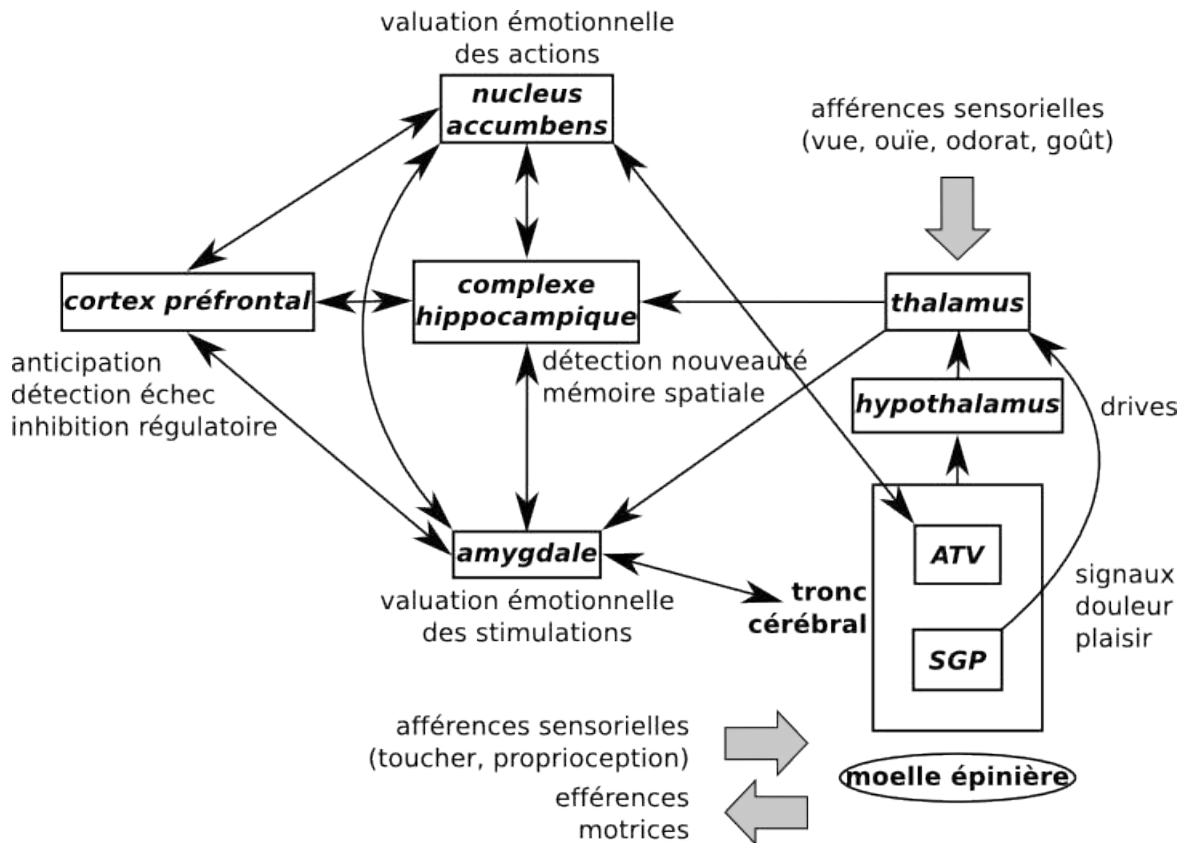 valuation émotionnelle
des actions
nucleus
accumbens
afférences sensorielles
(vue, ouïe, odorat, goût)
cortex préfrontal
complexe
hippocampique
thalamus
anticipation
détection échec
inhibition régulatoire
détection nouveauté
mémoire spatiale
hypothalamus
drives
amygdale
valuation émotionnelle
des stimulations
tronc
cérébral
ATV
SGP
signaux
douleur
plaisir
afférences sensorielles
(toucher, proprioception)
efférences
motrices
moelle épinière